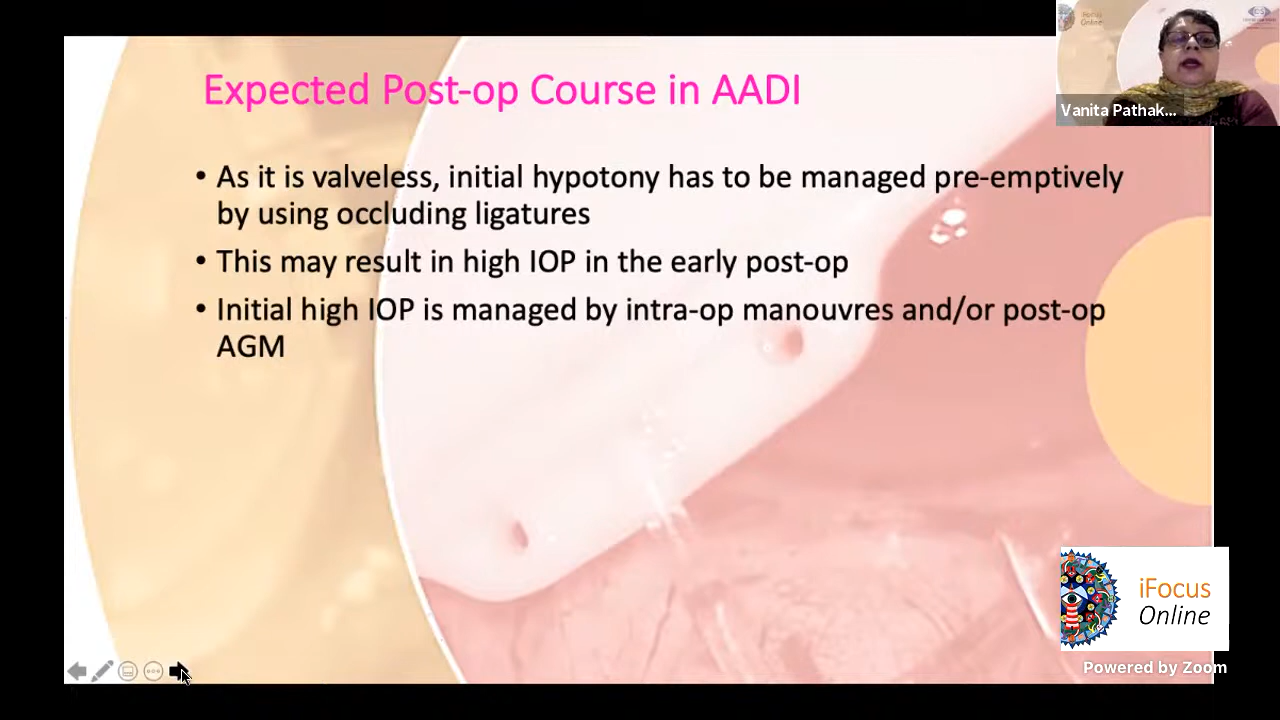 Expected Post-op Course in AADI
• As it is valveless, initial hypotony has to be managed pre-emptively
by using occluding ligatures
• This may result in high IOP in the early post-op
• Initial high IOP is managed by intra-op manouvres and/or post-op
AGM
iFocus
Online
Vanita Pathak...
iFocus
Online
Powered by Zoom